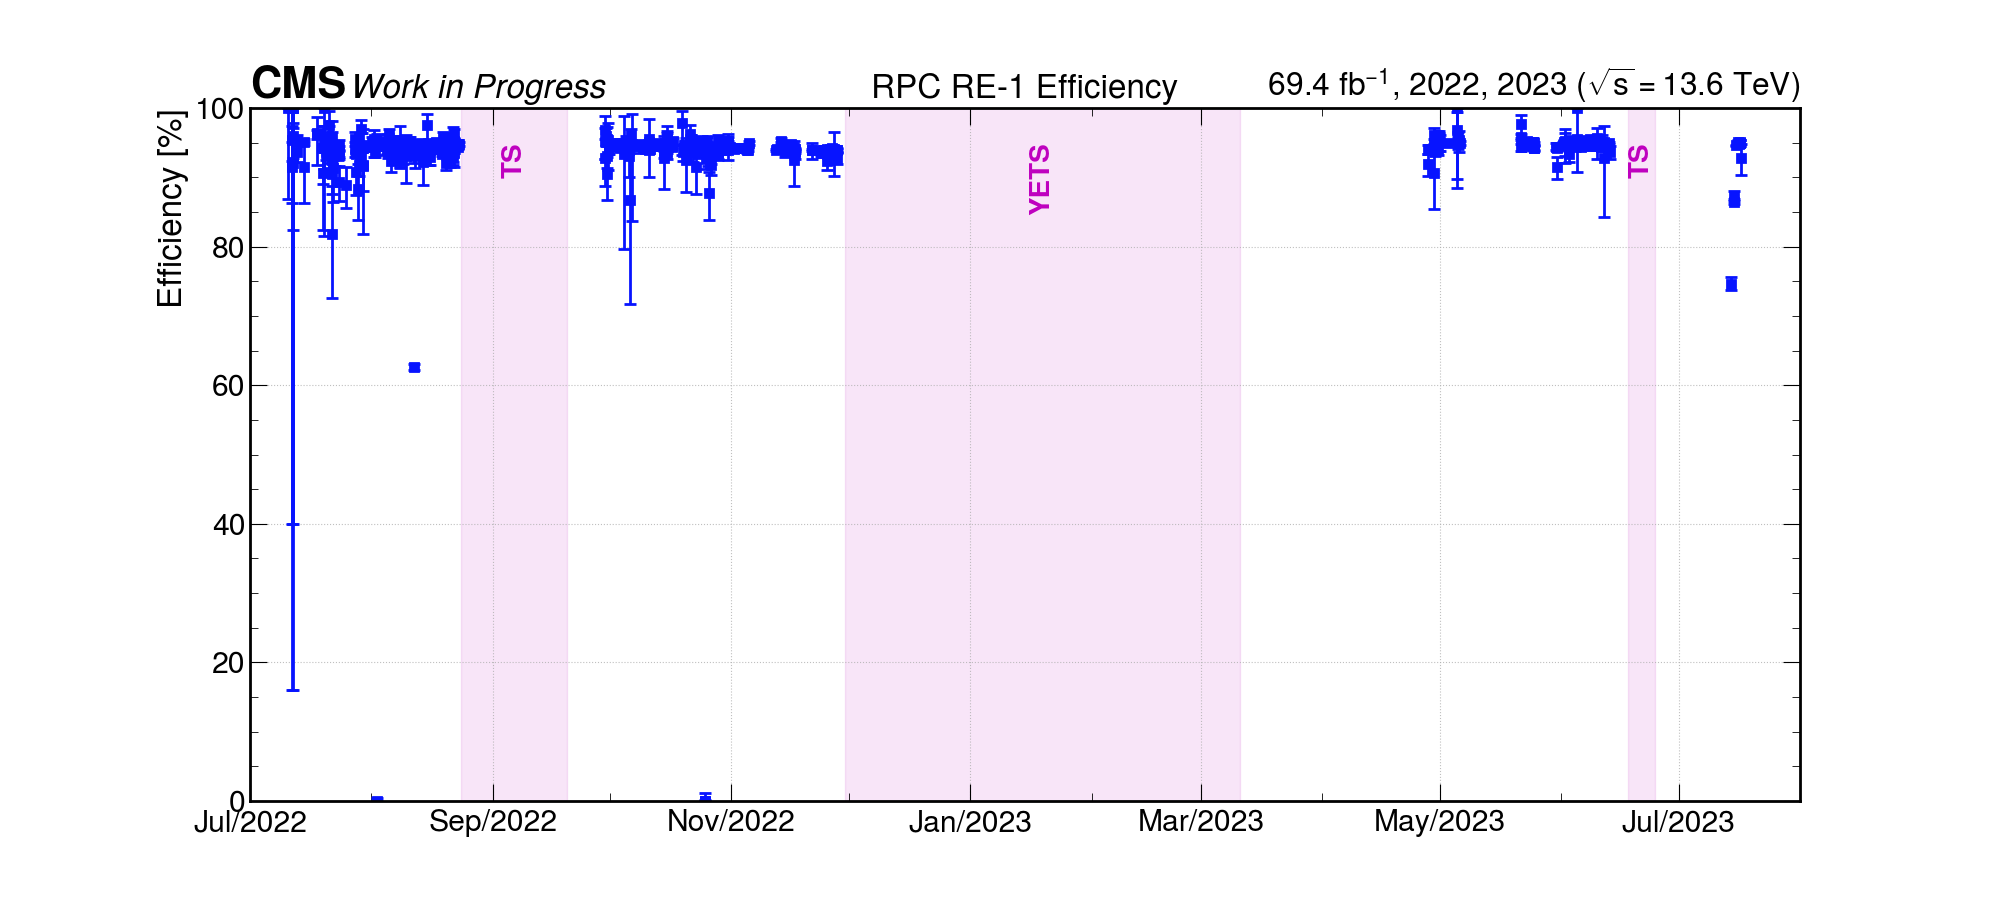 CMS Work in Progress RPC RE-1 Efficiency 69.4 fb⁻¹, 2022, 2023 (√s = 13.6 TeV)
Efficiency [%]
100
80
60
40
20
0
TS
YETS
TS
Jul/2022 Sep/2022 Nov/2022 Jan/2023 Mar/2023 May/2023 Jul/2023